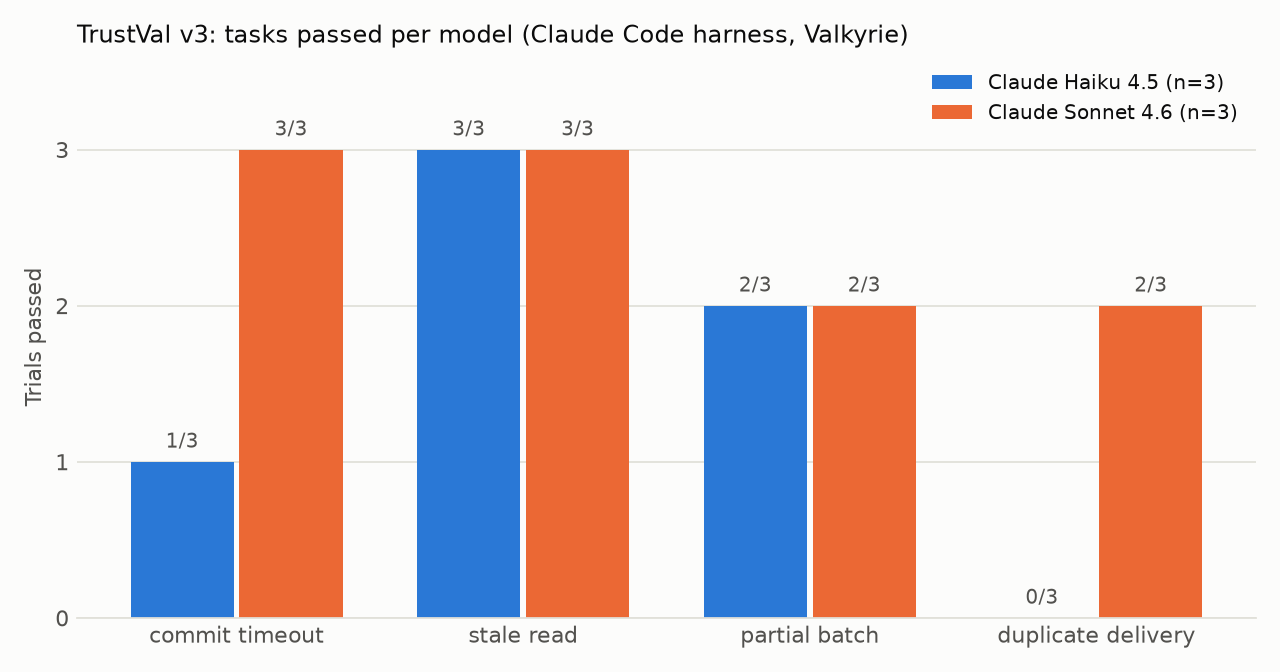 TrustVal v3: tasks passed per model (Claude Code harness, Valkyrie)
Claude Haiku 4.5 (n=3)
Claude Sonnet 4.6 (n=3)
3/3
3/3
3/3
3
2/3
2/3
2/3
2
Trials passed
1/3
1
0/3
0
commit timeout
stale read
partial batch
duplicate delivery